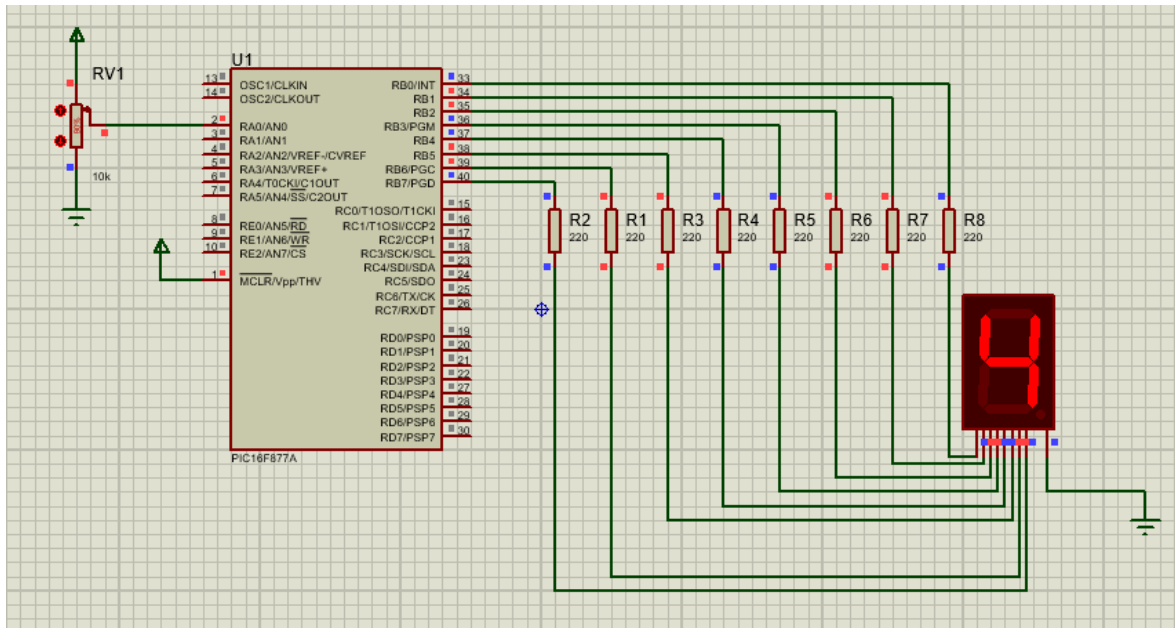 RV1
90%
10k
U1
13 OSC1/CLKIN
14 OSC2/CLKOUT
2 RA0/AN0
3 RA1/AN1
4 RA2/AN2/VREF-/CVREF
5 RA3/AN3/VREF+
6 RA4/T0CKI/C1OUT
7 RA5/AN4/SS/C2OUT
8 RE0/AN5/RD
9 RE1/AN6/WR
10 RE2/AN7/CS
1 MCLR/Vpp/THV
RB0/INT 33
RB1 34
RB2 35
RB3/PGM 36
RB4 37
RB5 38
RB6/PGC 39
RB7/PGD 40
RC0/T1OSO/T1CKI 15
RC1/T1OSI/CCP2 16
RC2/CCP1 17
RC3/SCK/SCL 18
RC4/SDI/SDA 23
RC5/SDO 24
RC6/TX/CK 25
RC7/RX/DT 26
RD0/PSP0 19
RD1/PSP1 20
RD2/PSP2 21
RD3/PSP3 22
RD4/PSP4 27
RD5/PSP5 28
RD6/PSP6 29
RD7/PSP7 30
PIC16F877A
R2 R1 R3 R4 R5 R6 R7 R8
220 220 220 220 220 220 220 220
4